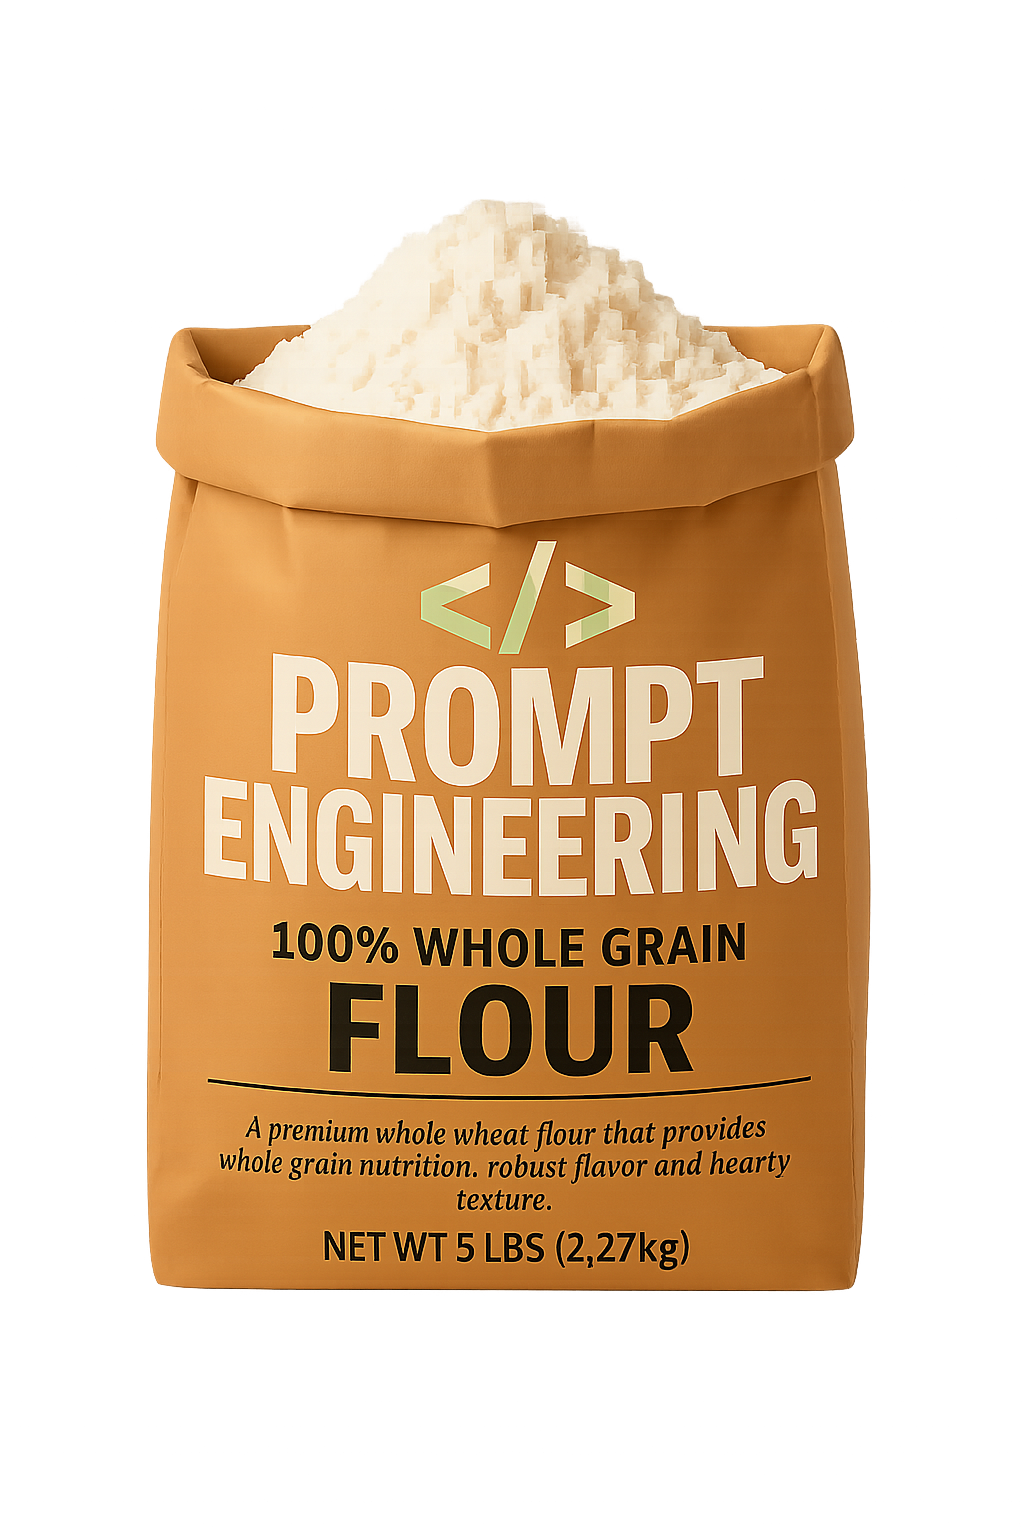 </>
PROMPT
ENGINEERING
100% WHOLE GRAIN
FLOUR
A premium whole wheat flour that provides
whole grain nutrition. robust flavor and hearty
texture.
NET WT 5 LBS (2,27kg)